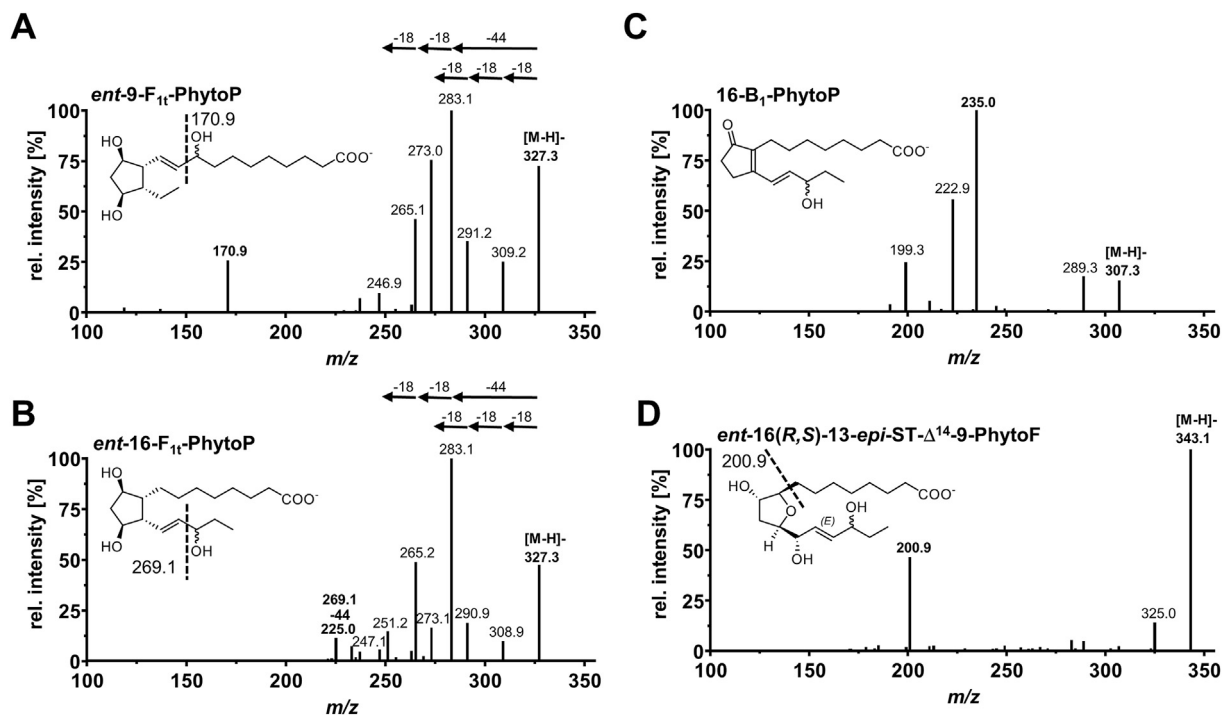 A
-18 -18 -44
-18 -18 -18
ent-9-F1t-PhytoP
rel. intensity [%]
100
75
50
25
0
170.9
HO
OH
COO-
HO
283.1
[M-H]-
327.3
273.0
265.1
291.2
309.2
246.9
170.9
100 150 200 250 300 350
m/z
B
-18 -18 -44
-18 -18 -18
ent-16-F1t-PhytoP
rel. intensity [%]
100
75
50
25
0
HO
COO-
HO
OH
269.1
283.1
[M-H]-
327.3
265.2
269.1
-44
225.0
251.2
273.1
290.9
247.1
308.9
100 150 200 250 300 350
m/z
C
16-B1-PhytoP
rel. intensity [%]
100
75
50
25
0
O
COO-
OH
235.0
222.9
199.3
289.3
[M-H]-
307.3
100 150 200 250 300 350
m/z
D
ent-16(R,S)-13-epi-ST-Δ14-9-PhytoF
[M-H]-
343.1
rel. intensity [%]
100
75
50
25
0
200.9
HO
COO-
O
OH
(E)
H
OH
200.9
325.0
100 150 200 250 300 350
m/z